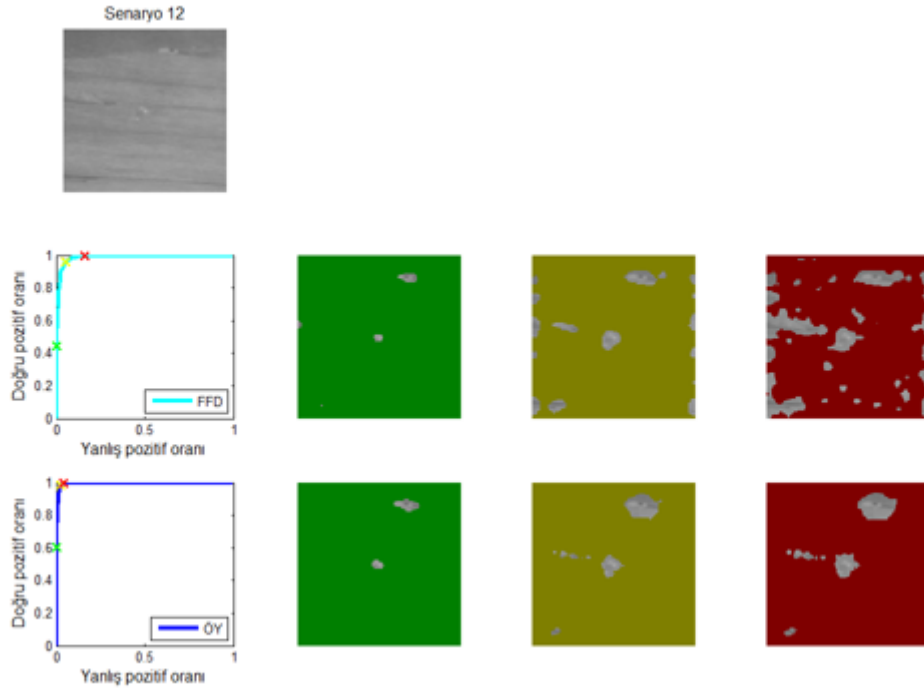 Senaryo 12
Doğru pozitif oranı
1
0.8
0.6
0.4
0.2
0
FFD
0 0.5 1
Yanlış pozitif oranı
Doğru pozitif oranı
1
0.8
0.6
0.4
0.2
0
ÖY
0 0.5 1
Yanlış pozitif oranı